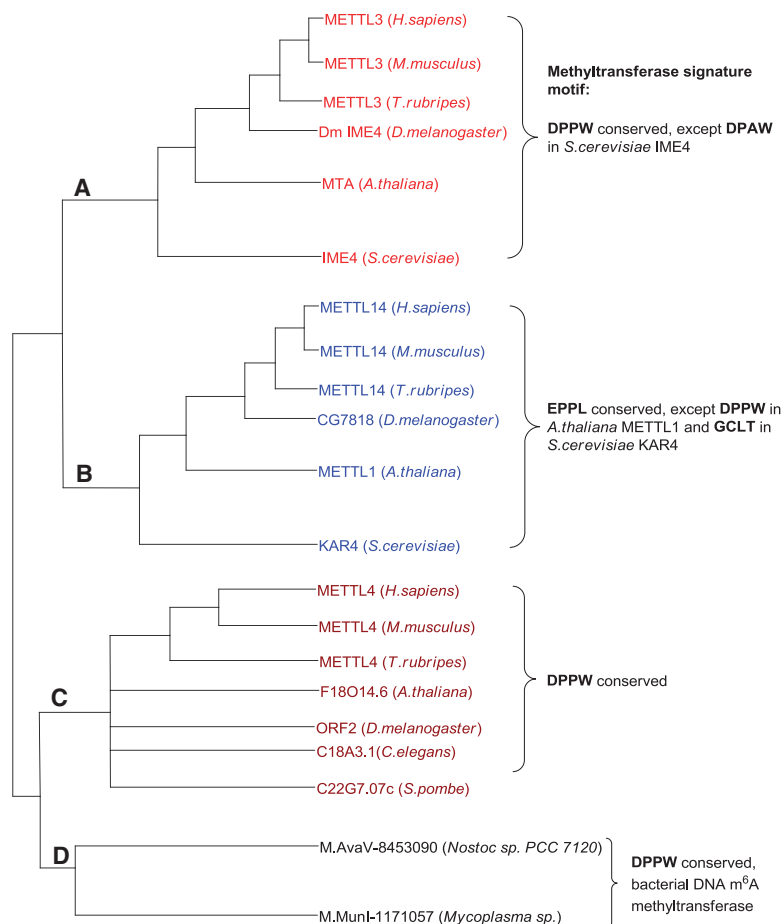 METTL3 (H.sapiens)
METTL3 (M.musculus)
METTL3 (T.rubripes)
Dm IME4 (D.melanogaster)
MTA (A.thaliana)
IME4 (S.cerevisiae)
A
Methyltransferase signature
motif:
DPPW conserved, except DPAW
in S.cerevisiae IME4
METTL14 (H.sapiens)
METTL14 (M.musculus)
METTL14 (T.rubripes)
CG7818 (D.melanogaster)
METTL1 (A.thaliana)
KAR4 (S.cerevisiae)
B
EPPL conserved, except DPPW in
A.thaliana METTL1 and GCLT in
S.cerevisiae KAR4
METTL4 (H.sapiens)
METTL4 (M.musculus)
METTL4 (T.rubripes)
F18O14.6 (A.thaliana)
ORF2 (D.melanogaster)
C18A3.1(C.elegans)
C22G7.07c (S.pombe)
C
DPPW conserved
M.AvaV-8453090 (Nostoc sp. PCC 7120)
M.MunI-1171057 (Mycoplasma sp.)
D
DPPW conserved,
bacterial DNA m⁶A
methyltransferase